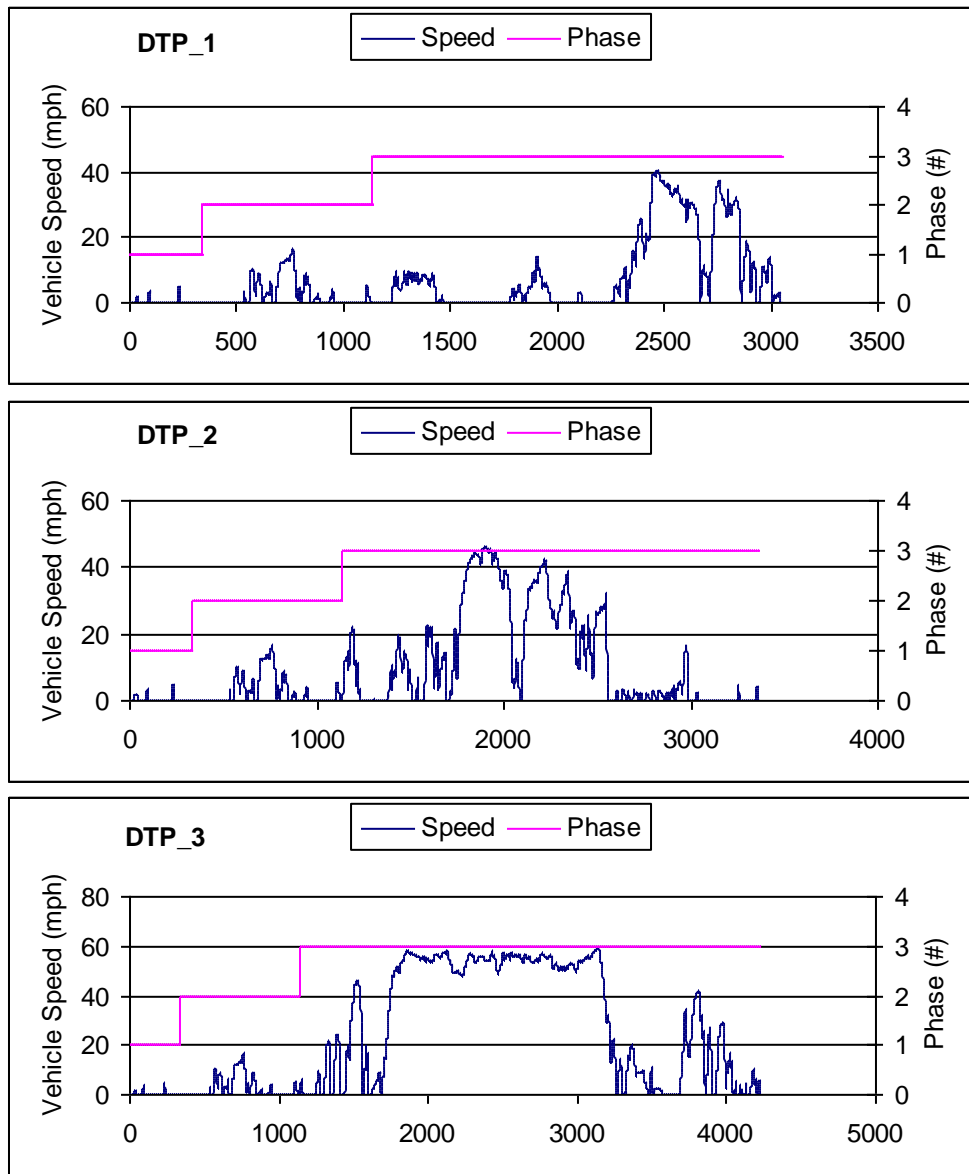 DTP_1
Speed Phase
Vehicle Speed (mph)
60
40
20
0
4
3
2
1
0
Phase (#)
0 500 1000 1500 2000 2500 3000 3500
DTP_2
Speed Phase
Vehicle Speed (mph)
60
40
20
0
4
3
2
1
0
Phase (#)
0 1000 2000 3000 4000
DTP_3
Speed Phase
Vehicle Speed (mph)
80
60
40
20
0
4
3
2
1
0
Phase (#)
0 1000 2000 3000 4000 5000